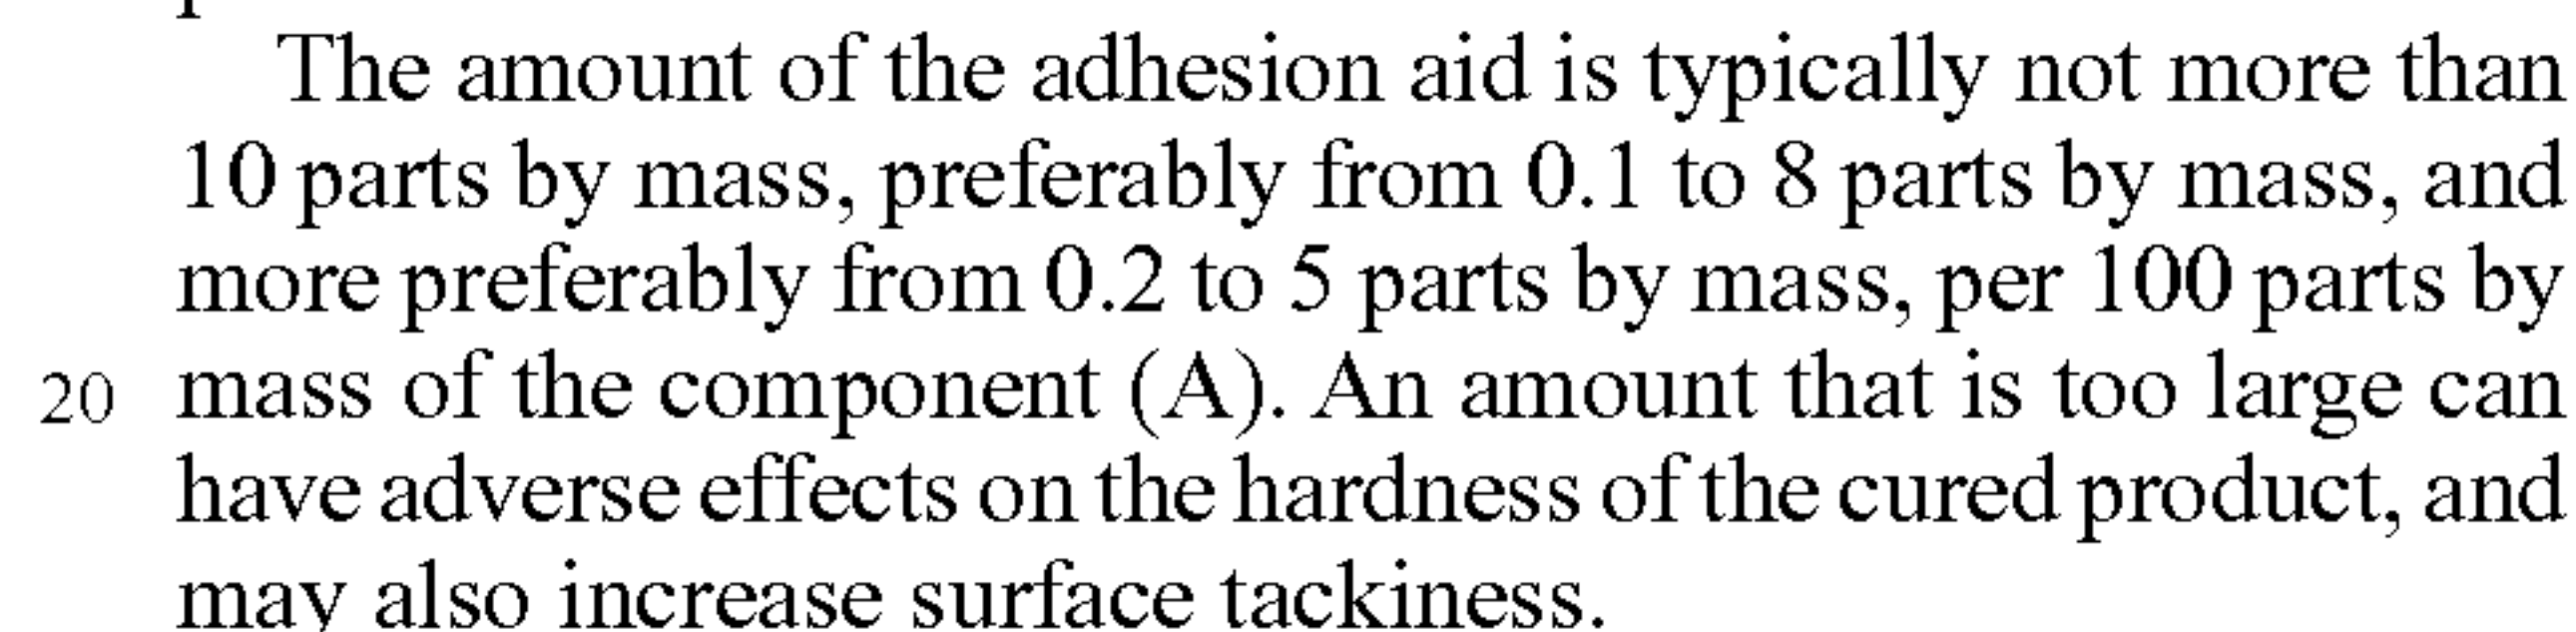 The amount of the adhesion aid is typically not more than
10 parts by mass, preferably from 0.1 to 8 parts by mass, and
more preferably from 0.2 to 5 parts by mass, per 100 parts by
20 mass of the component (A). An amount that is too large can
have adverse effects on the hardness of the cured product, and
may also increase surface tackiness.